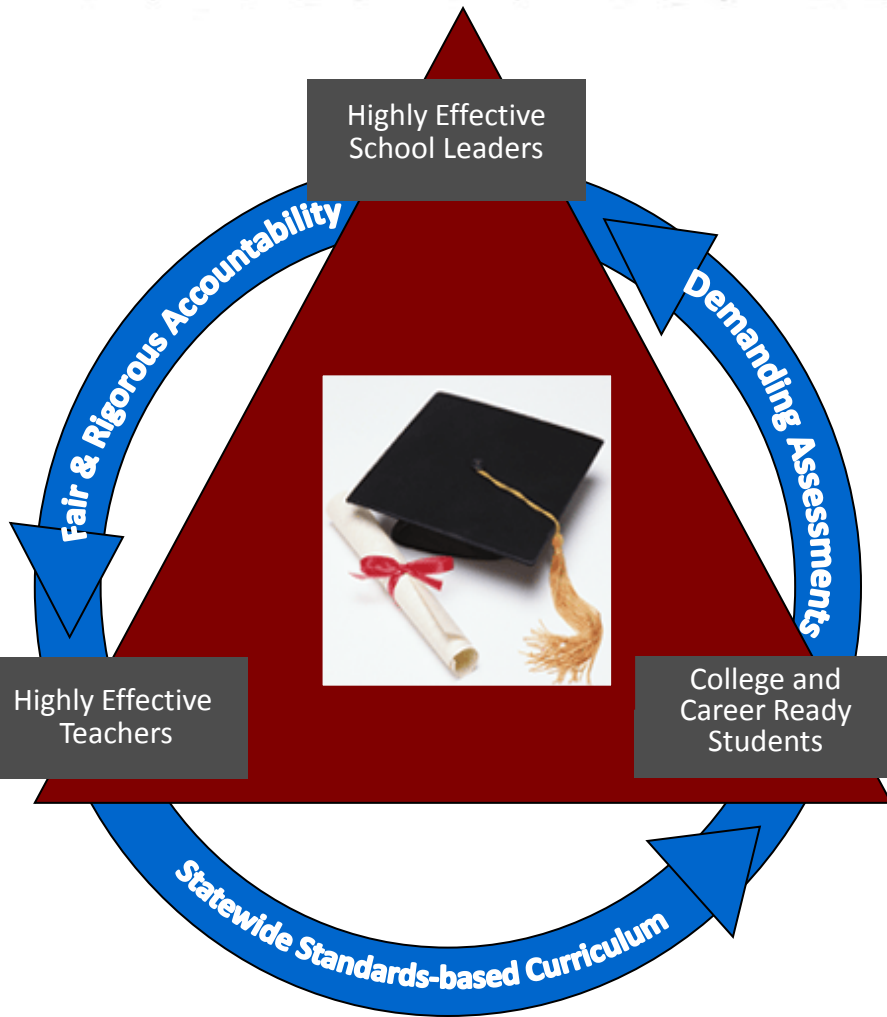 Highly Effective
School Leaders
Fair & Rigorous Accountability
Demanding Assessments
Highly Effective
Teachers
College and
Career Ready
Students
Statewide Standards-based Curriculum